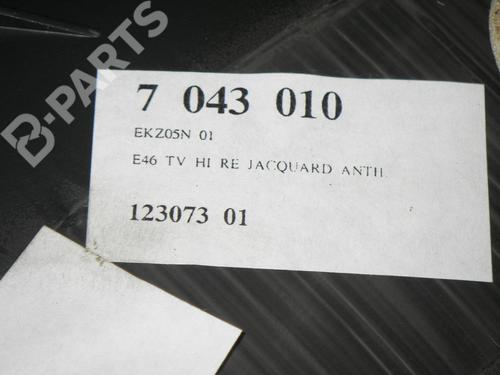 B-PARTS
7 043 010
EKZ05N 01
E46 TV HI RE JACQUARD ANTH.
123073 01